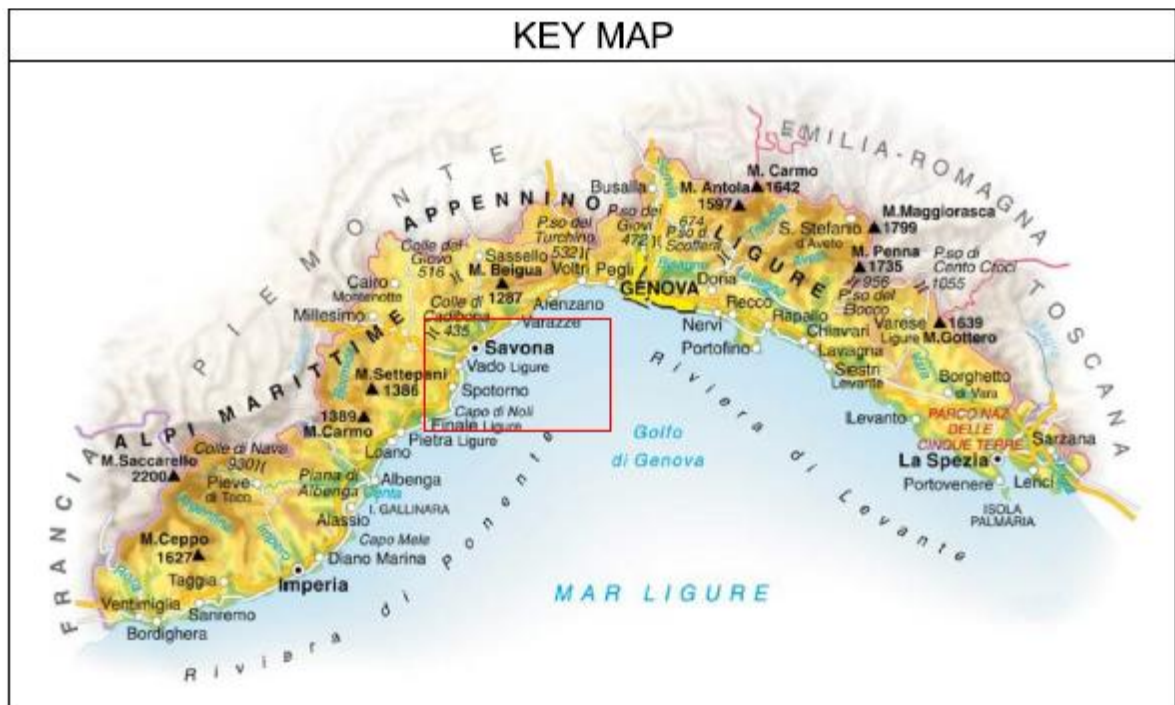 KEY MAP
PIEMONTE
EMILIA-ROMAGNA
TOSCANA
FRANCIA
ALPI MARITTIME
APPENNINO
LIGURE
Busalla
M. Carmo
1642
M. Antola
1597
M.Maggiorasca
1799
S. Stefano
d'Aveto
M. Penna
1735
P.so di
Cento Croci
1055
956
P.so del
Bocco
P.so dei
Giovi
472
674
P.so d.
Scoffera
P.so del
Turchino
532
Colle del
Giovo
516
Sassello
M. Beigua
1287
Voltri
Pegli
GENOVA
Doria
Recco
Rapallo
Nervi
Portofino
Chiavari
Lavagna
Siestri
Levante
Varese
Ligure
1639
M.Gottero
Borghetto
di Vara
Vara
Levanto
PARCO NAZ
DELLE
CINQUE TERRE
Sarzana
La Spezia
Portovenere
Lerici
ISOLA
PALMARIA
Cairo
Montenotte
Millesimo
Colle di
Cadibona
435
Arenzano
Varazze
Savona
Vado Ligure
Spotorno
Capo di Noli
Finale Ligure
Pietra Ligure
M.Settepani
1386
1389
M.Carmo
Loano
Colle di Nava
930
M.Saccarello
2200
Pieve
di Teco
Piana di
Albenga
Albenga
I. GALLINARA
Alassio
Capo Mele
Diano Marina
M.Ceppo
1627
Argentina
Impero
Imperia
Taggia
Sanremo
Ventimiglia
Bordighera
Golfo
di Genova
MAR LIGURE
Riviera di Ponente
Riviera di Levante